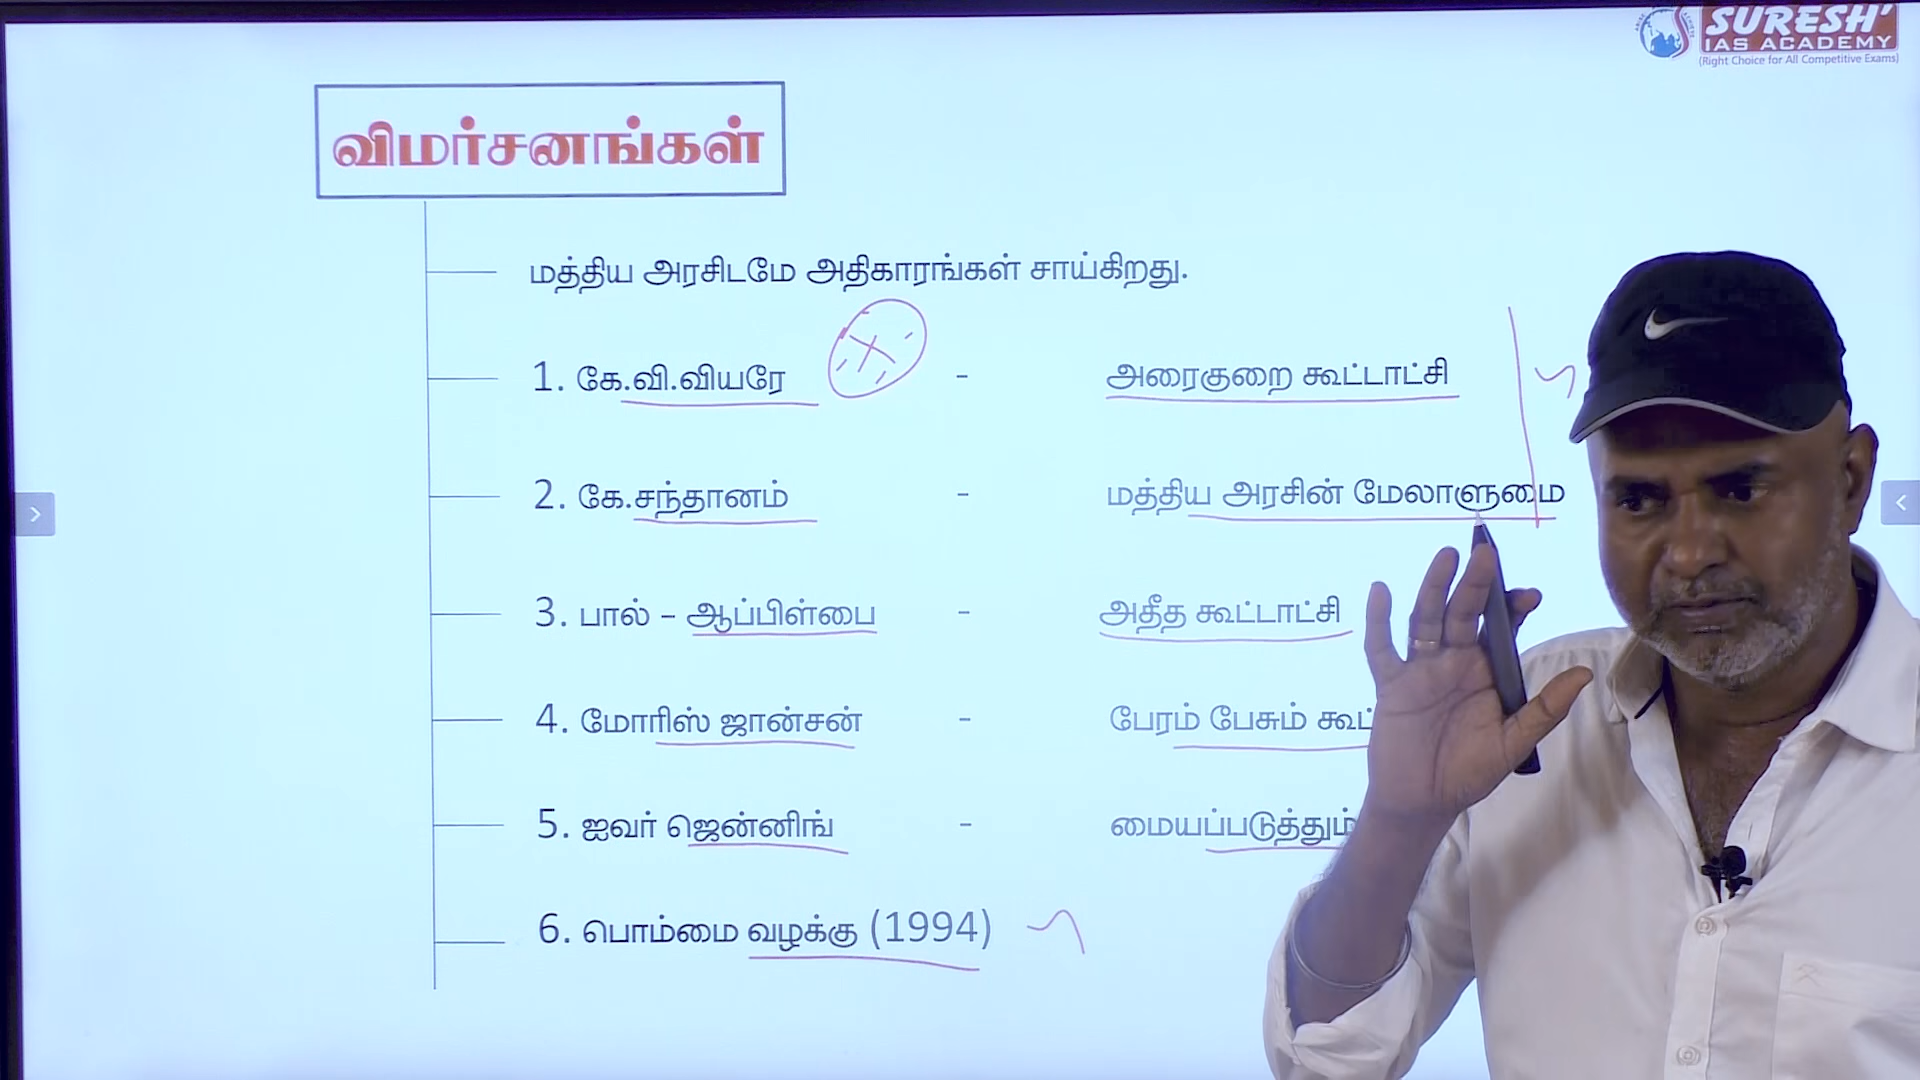 SURESH'
IAS ACADEMY
(Right Choice for All Competitive Exams)
விமர்சனங்கள்
மத்திய அரசிடமே அதிகாரங்கள் சாய்கிறது.
1. கே.வி.வியரே - அரைகுறை கூட்டாட்சி
2. கே.சந்தானம் - மத்திய அரசின் மேலாளுமை
3. பால் – ஆப்பிள்பை - அதீத கூட்டாட்சி
4. மோரிஸ் ஜான்சன் - பேரம் பேசும்
5. ஐவர் ஜென்னிங் - மையப்படுத்தும்
6. பொம்மை வழக்கு (1994)